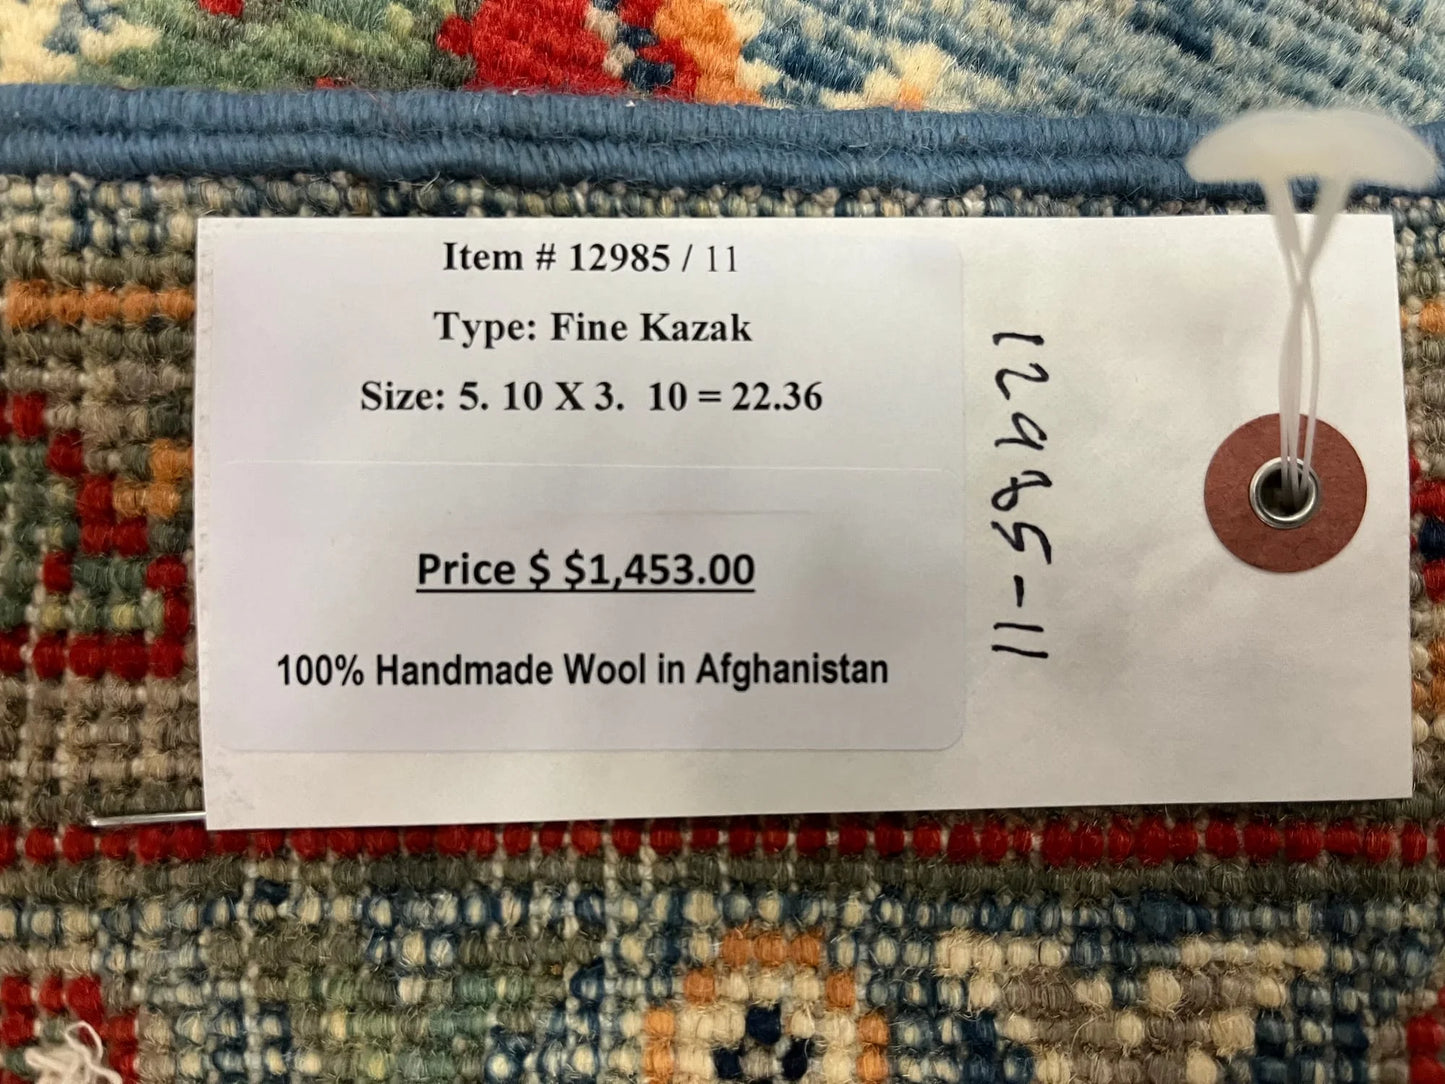 Item # 12985 / 11
Type: Fine Kazak
Size: 5. 10 X 3.  10 = 22.36
Price $ $1,453.00
100% Handmade Wool in Afghanistan
12985-11